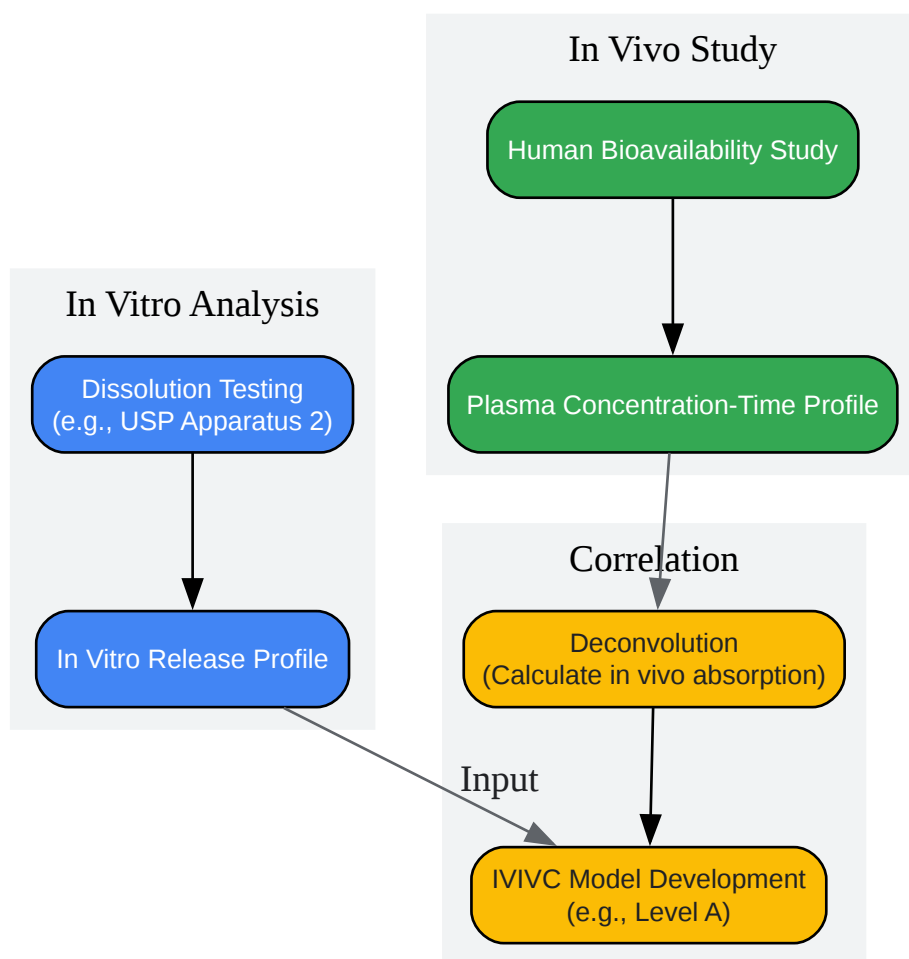 In Vivo Study
Human Bioavailability Study
Plasma Concentration-Time Profile
In Vitro Analysis
Dissolution Testing
(e.g., USP Apparatus 2)
In Vitro Release Profile
Correlation
Deconvolution
(Calculate in vivo absorption)
Input
IVIVC Model Development
(e.g., Level A)